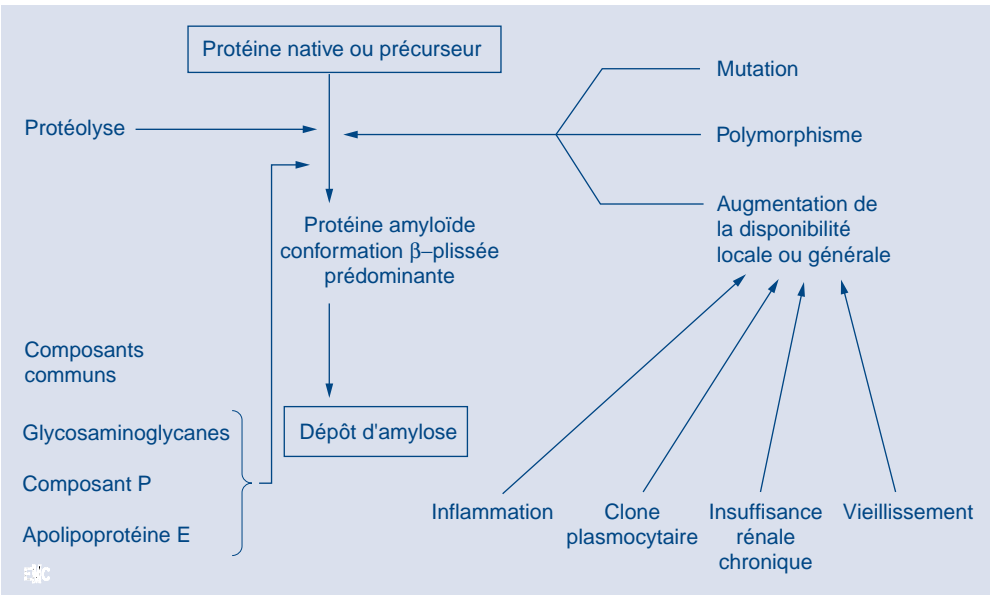 Protéine native ou précurseur
Mutation
Protéolyse
Polymorphisme
Augmentation de
la disponibilité
locale ou générale
Protéine amyloïde
conformation β–plissée
prédominante
Composants
communs
Glycosaminoglycanes
Composant P
Apolipoprotéine E
Dépôt d'amylose
Inflammation
Clone
plasmocytaire
Insuffisance
rénale
chronique
Vieillissement